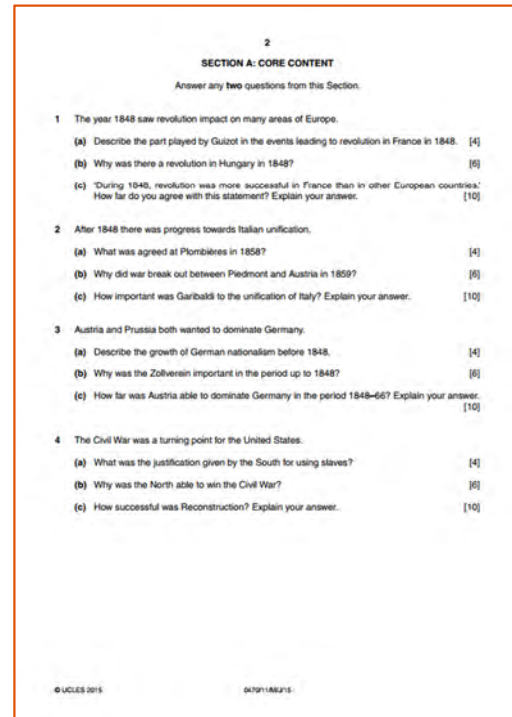 2
SECTION A: CORE CONTENT
Answer any two questions from this Section.
1 The year 1848 saw revolution impact on many areas of Europe.
(a) Describe the part played by Guizot in the events leading to revolution in France in 1848. [4]
(b) Why was there a revolution in Hungary in 1848? [6]
(c) 'During 1848, revolution was more successful in France than in other European countries.'
How far do you agree with this statement? Explain your answer. [10]
2 After 1848 there was progress towards Italian unification.
(a) What was agreed at Plombières in 1858? [4]
(b) Why did war break out between Piedmont and Austria in 1859? [6]
(c) How important was Garibaldi to the unification of Italy? Explain your answer. [10]
3 Austria and Prussia both wanted to dominate Germany.
(a) Describe the growth of German nationalism before 1848. [4]
(b) Why was the Zollverein important in the period up to 1848? [6]
(c) How far was Austria able to dominate Germany in the period 1848–66? Explain your answer.
[10]
4 The Civil War was a turning point for the United States.
(a) What was the justification given by the South for using slaves? [4]
(b) Why was the North able to win the Civil War? [6]
(c) How successful was Reconstruction? Explain your answer. [10]
© UCLES 2015 0470/11/M/J/15